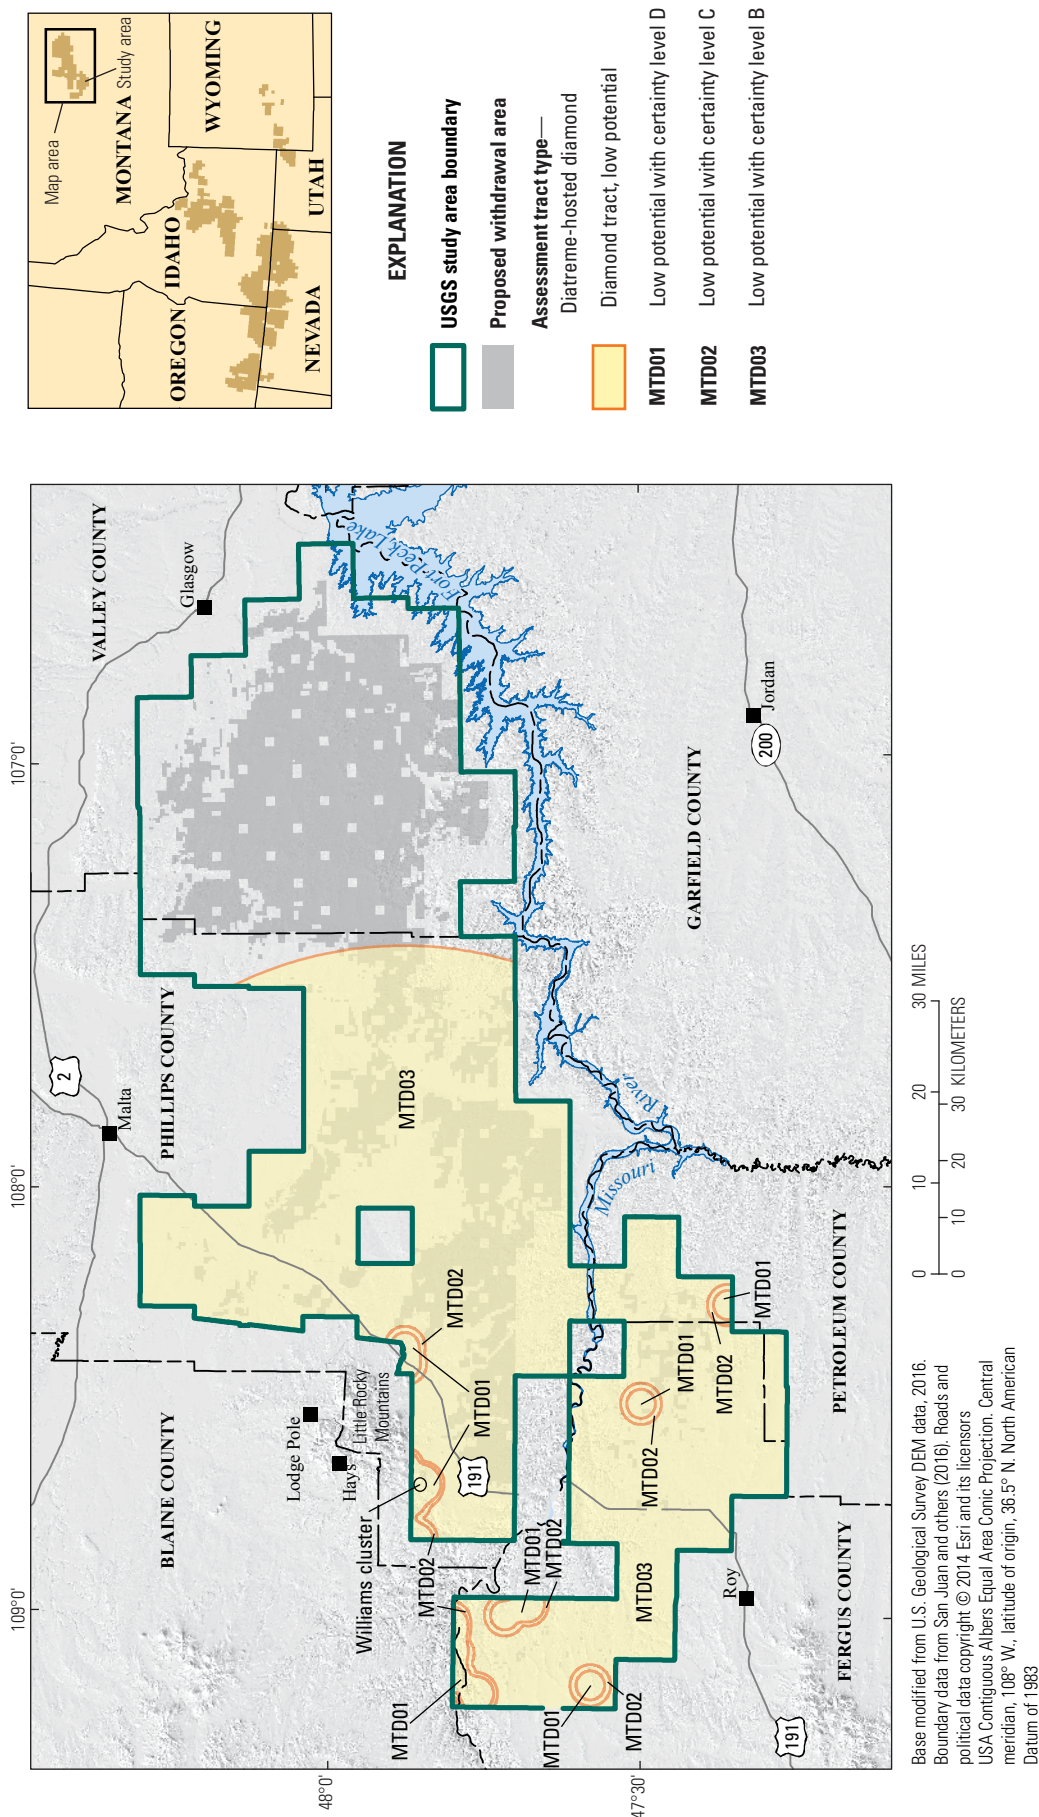 109°0'
108°0'
107°0'
48°0'
47°30'
BLAINE COUNTY
PHILLIPS COUNTY
VALLEY COUNTY
2
Malta
Glasgow
Lodge Pole
Hays
Little Rocky
Mountains
Williams cluster
MTD02
MTD01
MTD02
MTD03
MTD01
MTD02
191
MTD01
MTD02
MTD01
MTD02
MTD03
MTD02
MTD01
MTD02
MTD01
Missouri
River
Fort Peck Lake
Roy
191
FERGUS COUNTY
PETROLEUM COUNTY
GARFIELD COUNTY
Jordan
200
Base modified from U.S. Geological Survey DEM data, 2016.
Boundary data from San Juan and others (2016). Roads and
political data copyright © 2014 Esri and its licensors
USA Contiguous Albers Equal Area Conic Projection. Central
meridian, 108° W., latitude of origin, 36.5° N. North American
Datum of 1983
0 10 20 30 MILES
0 10 20 30 KILOMETERS
Map area
MONTANA
Study area
OREGON
IDAHO
WYOMING
NEVADA
UTAH
EXPLANATION
USGS study area boundary
Proposed withdrawal area
Assessment tract type—
Diatreme-hosted diamond
Diamond tract, low potential
MTD01 Low potential with certainty level D
MTD02 Low potential with certainty level C
MTD03 Low potential with certainty level B